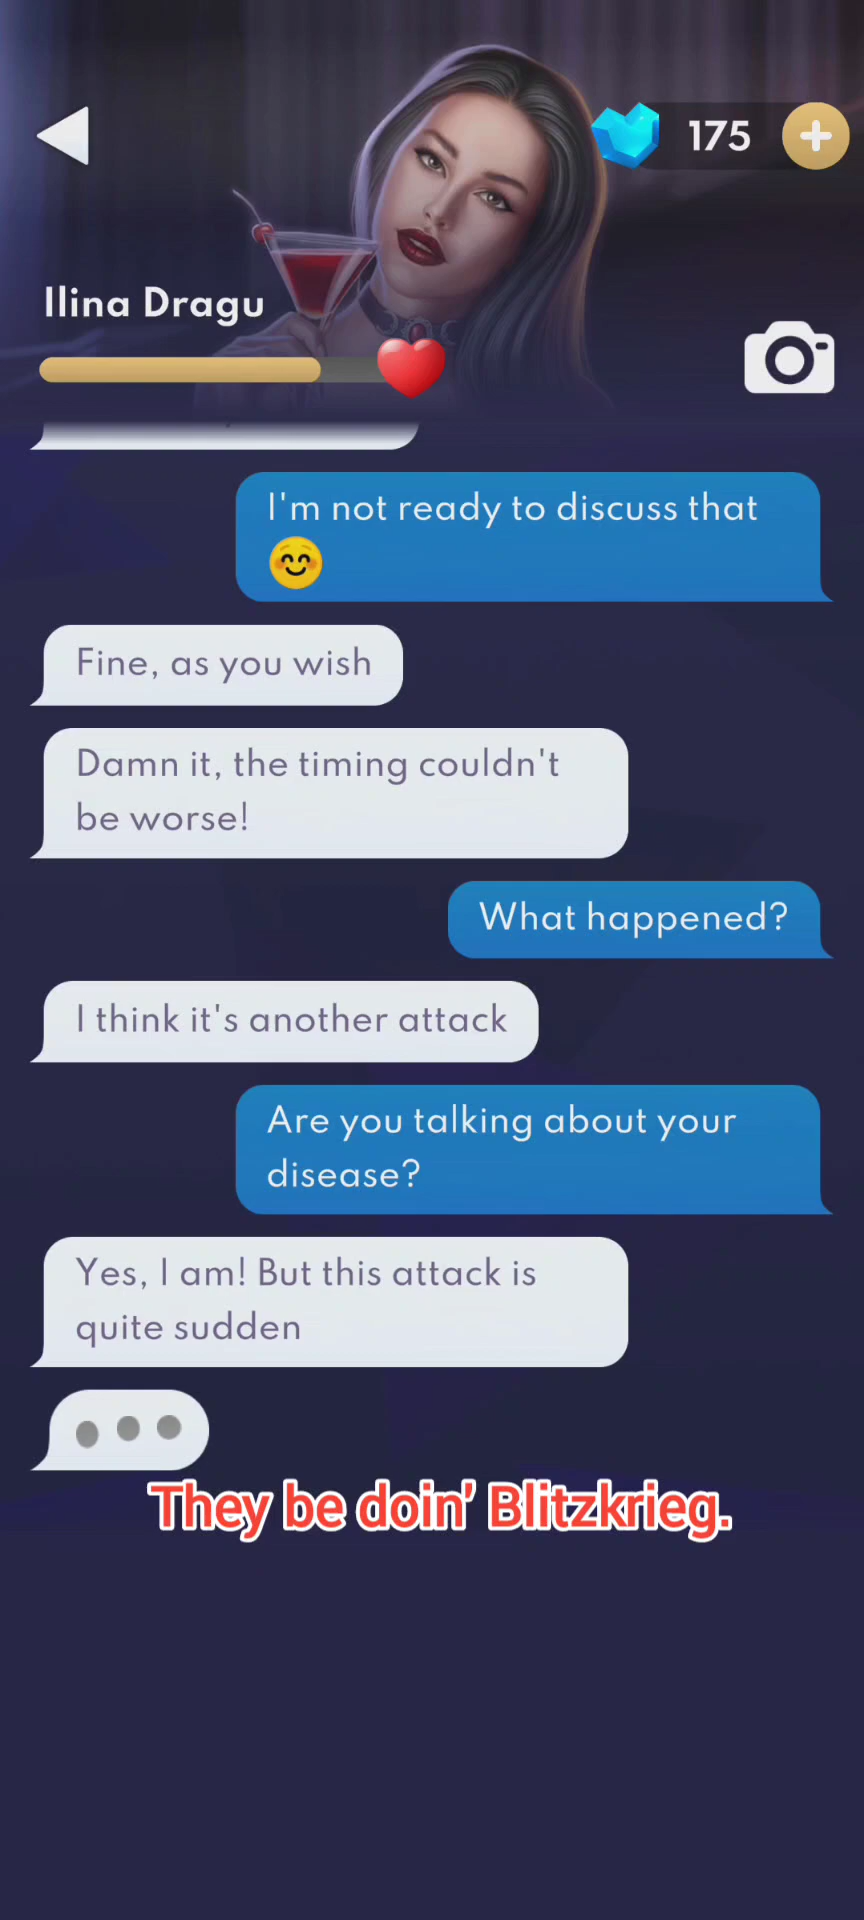 175
Ilina Dragu
I'm not ready to discuss that
😊
Fine, as you wish
Damn it, the timing couldn't
be worse!
What happened?
I think it's another attack
Are you talking about your
disease?
Yes, I am! But this attack is
quite sudden
They be doin' Blitzkrieg.